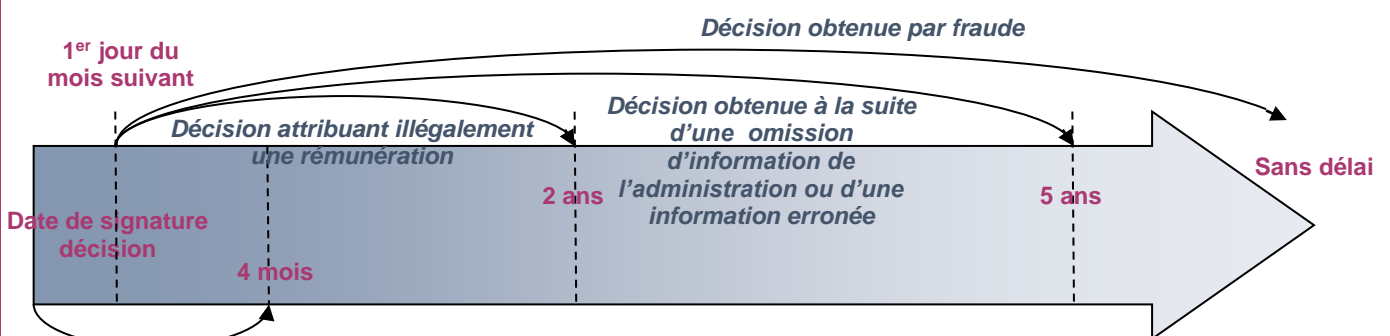 Décision obtenue par fraude
1er jour du
mois suivant
Décision attribuant illégalement
une rémunération
Décision obtenue à la suite
d'une omission
d'information de
l'administration ou d'une
information erronée
Sans délai
2 ans
5 ans
Date de signature
décision
4 mois